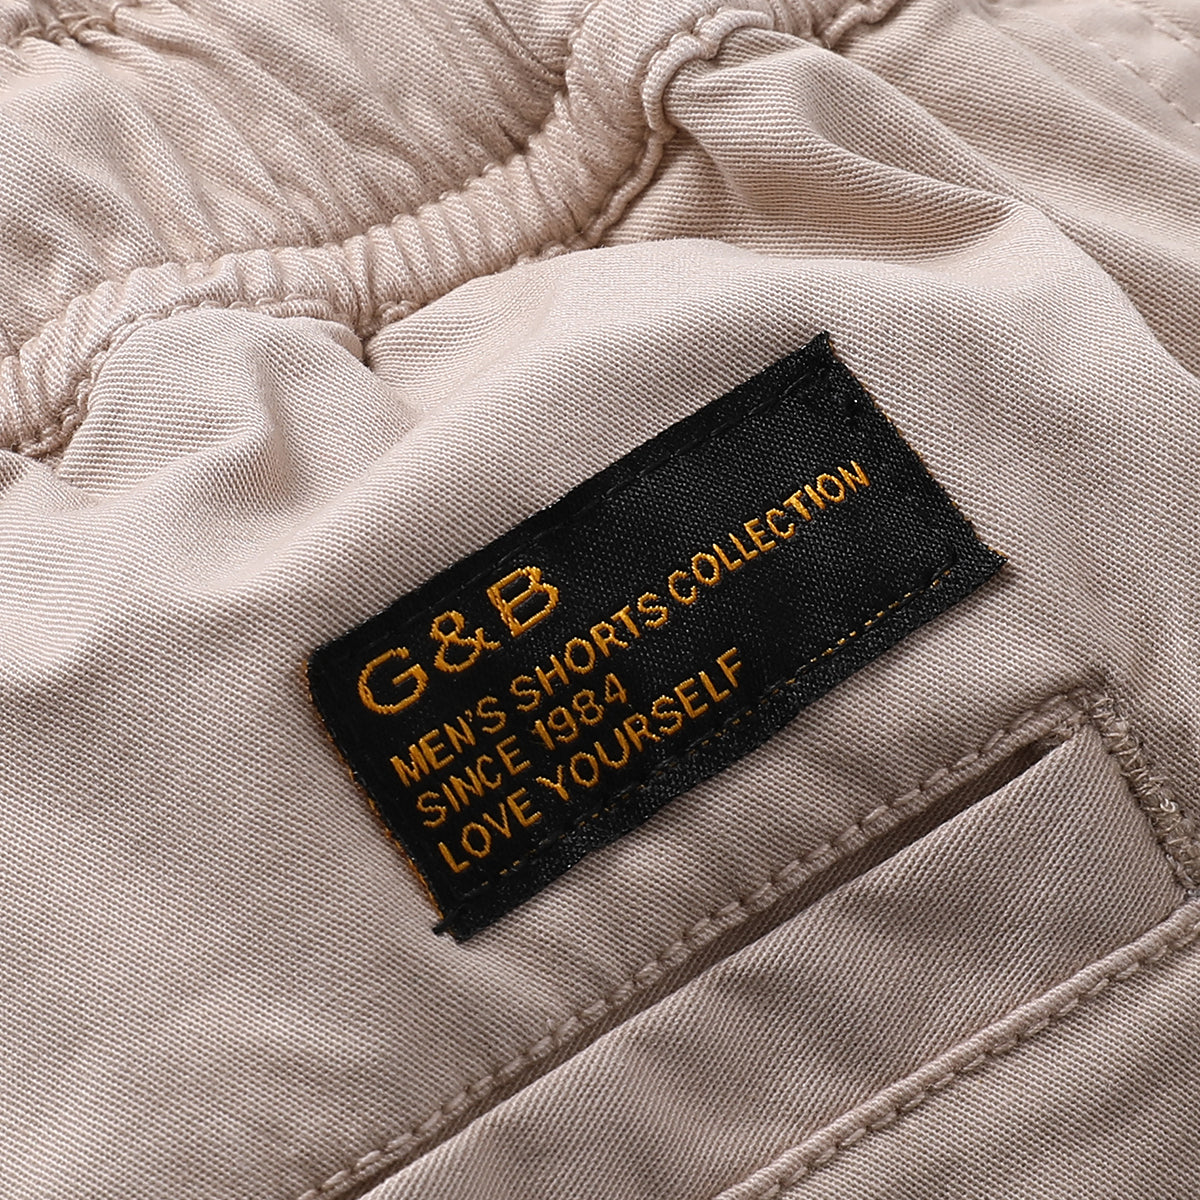 G&B
MEN'S SHORTS COLLECTION
SINCE 1984
LOVE YOURSELF